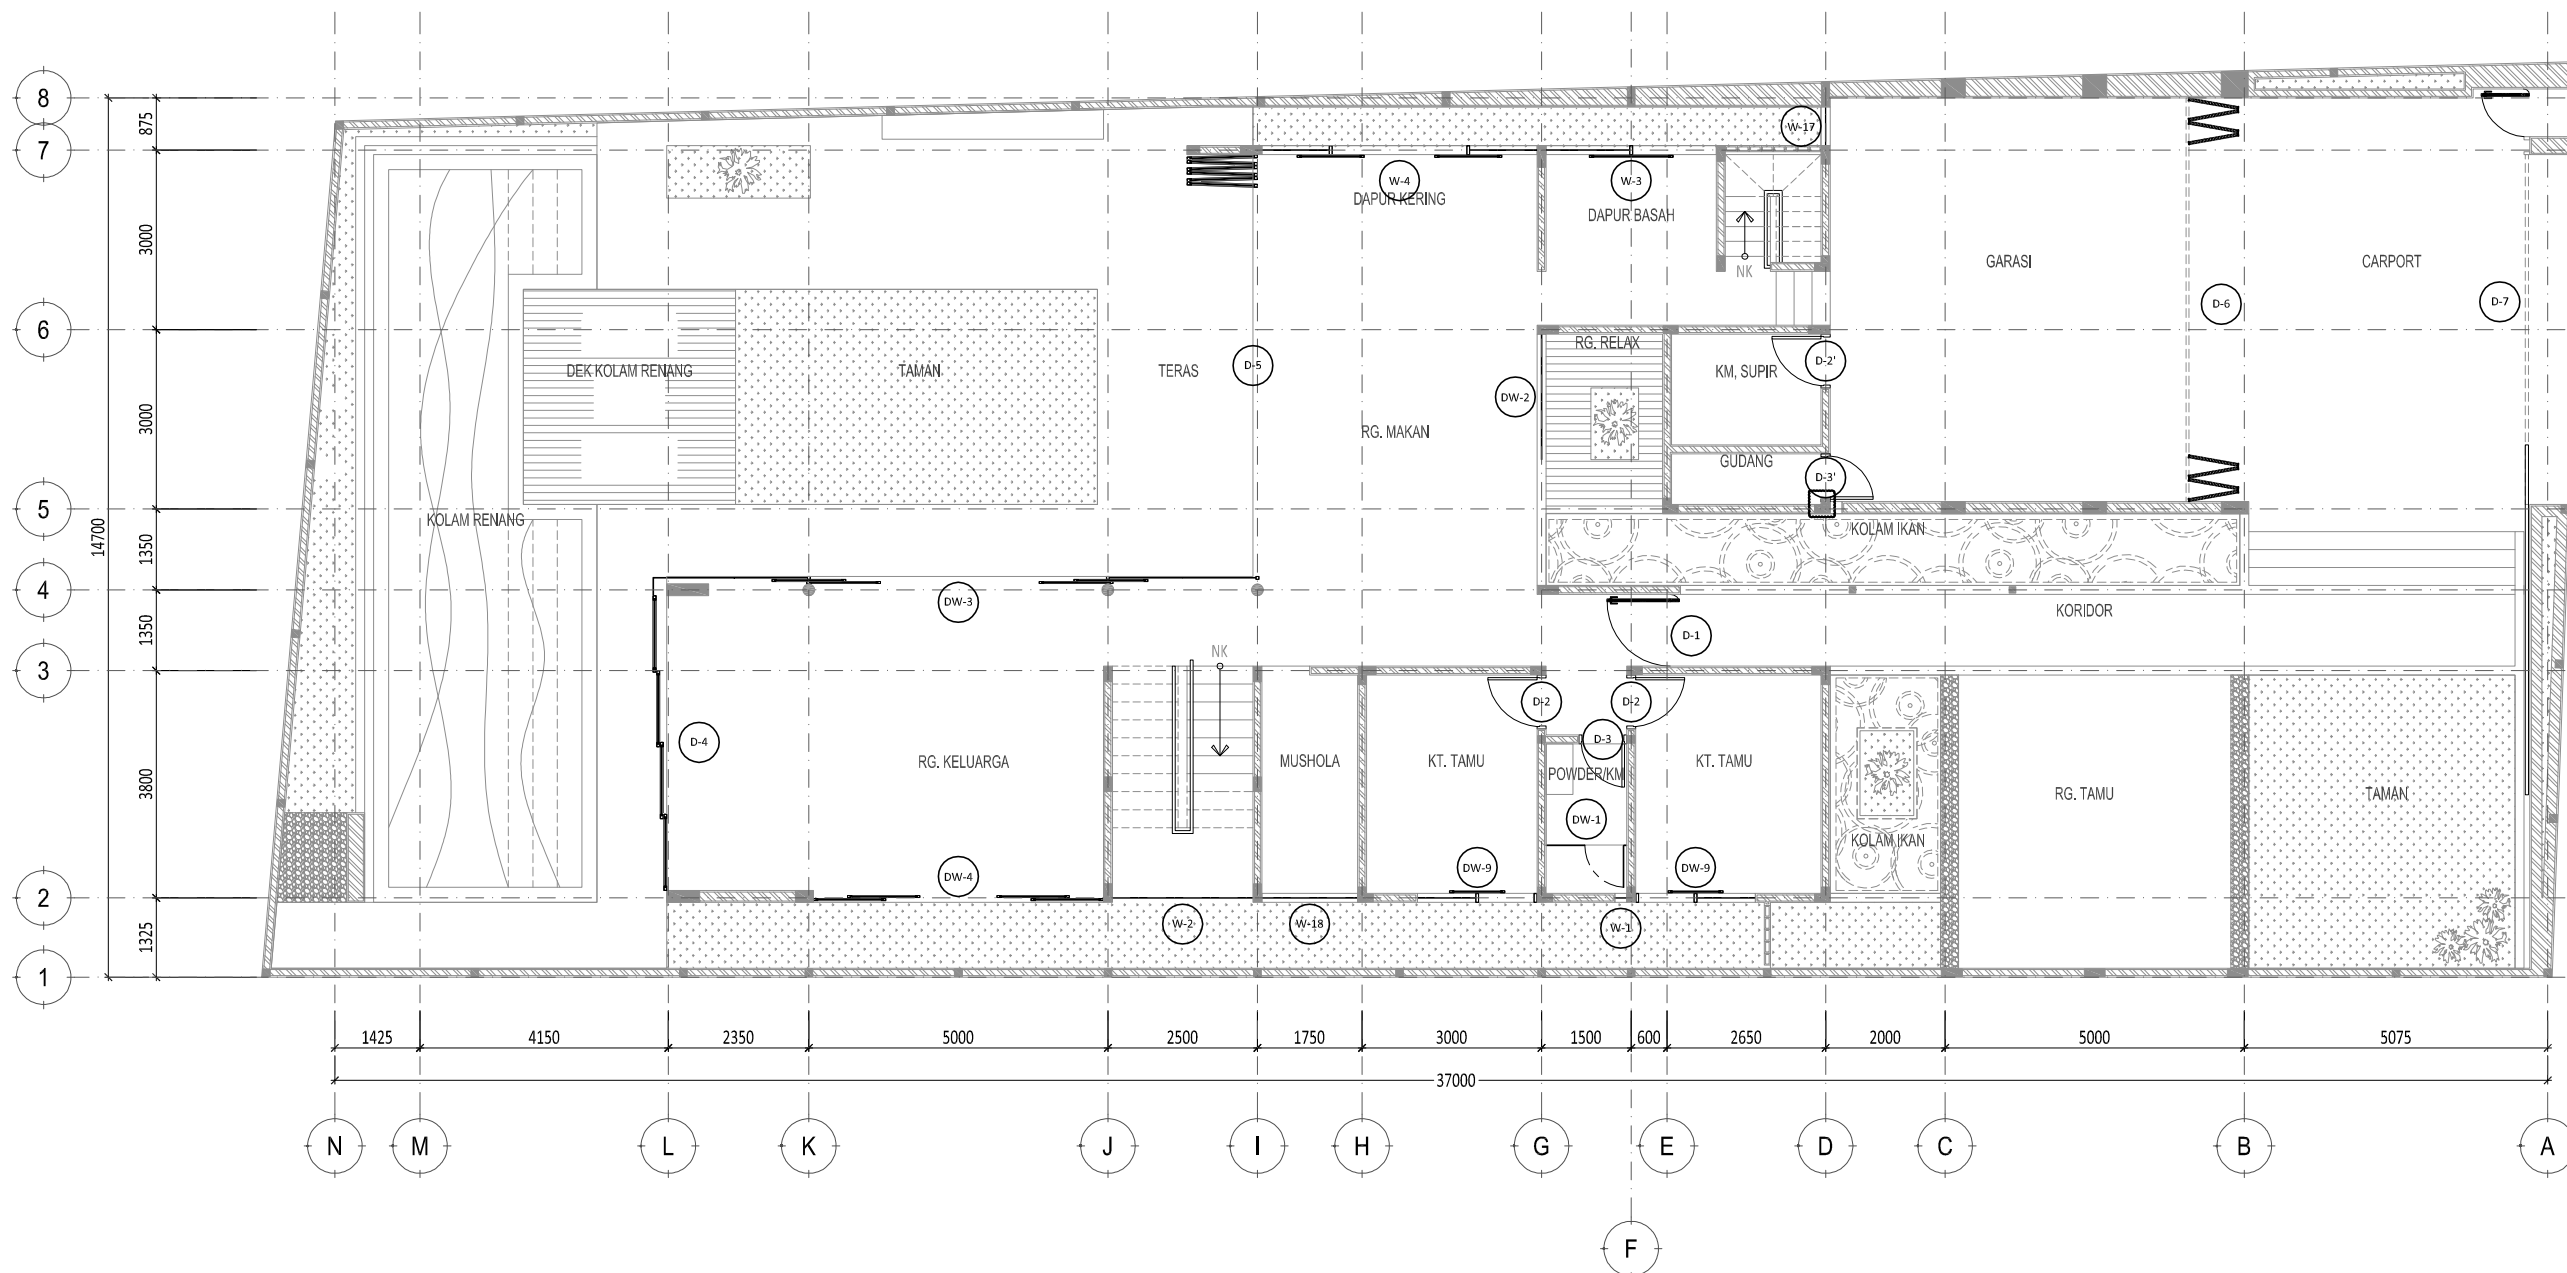 8
875
7
W-17
W-4
W-3
DAPUR KERING
DAPUR BASAH
3000
NK
GARASI
CARPORT
D-6
D-7
6
RG. RELAX
D-5
D-2'
DEK KOLAM RENANG
TAMAN
TERAS
KM, SUPIR
DW-2
3000
RG. MAKAN
GUDANG
D-3'
5
KOLAM RENANG
KOLAM IKAN
14700
1350
4
DW-3
KORIDOR
1350
D-1
NK
3
D-2
D-2
D-4
D-3
RG. KELUARGA
MUSHOLA
KT. TAMU
KT. TAMU
POWDER/KM
3800
RG. TAMU
TAMAN
DW-1
KOLAM IKAN
DW-4
DW-9
DW-9
2
W-2
W-18
W-1
1325
1
1425
4150
2350
5000
2500
1750
3000
1500
600
2650
2000
5000
5075
37000
N
M
L
K
J
I
H
G
E
D
C
B
A
F